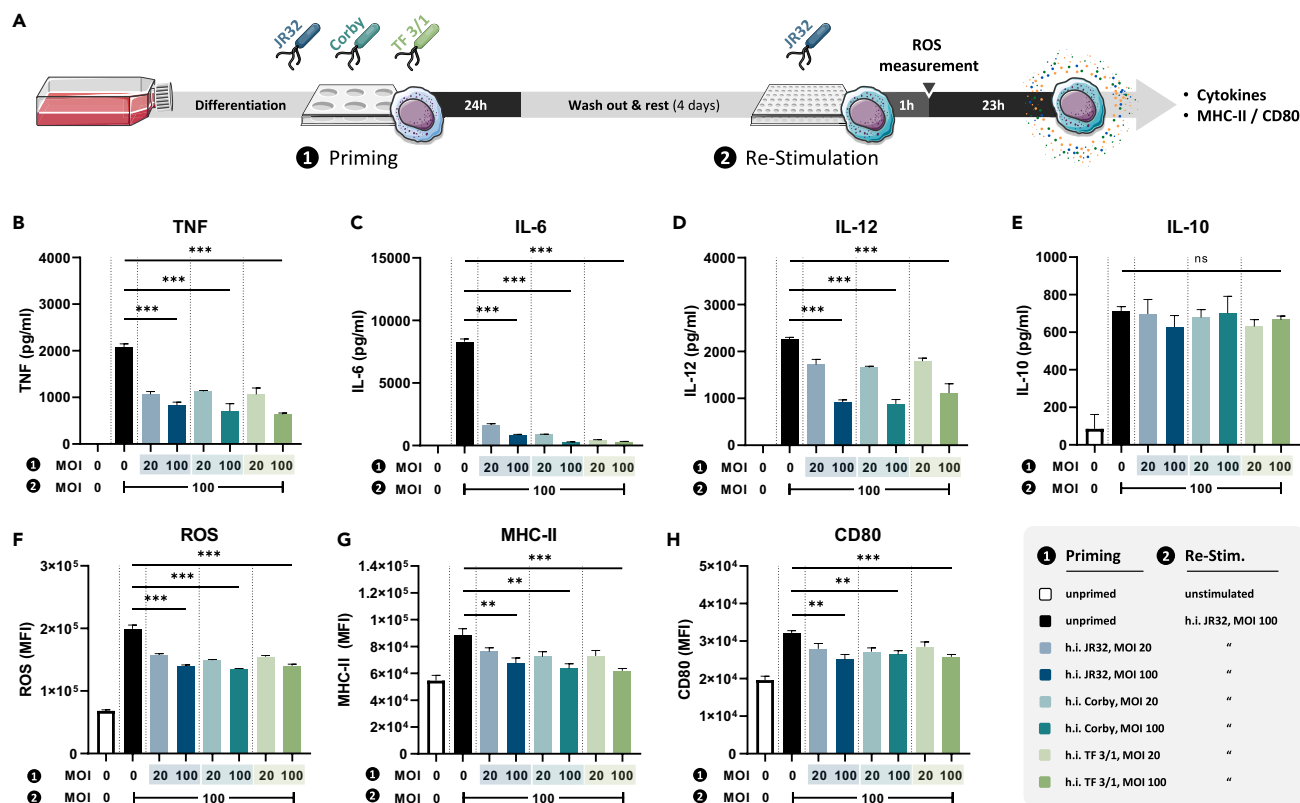 A
JR32
Corby
TF 3/1
JR32
ROS
measurement
Differentiation
24h
Wash out & rest (4 days)
1h
23h
• Cytokines
• MHC-II / CD80
1 Priming
2 Re-Stimulation
B
TNF
TNF (pg/ml)
4000
3000
2000
1000
0
***
***
***
1 MOI 0 0 20 100 20 100 20 100
2 MOI 0 100
C
IL-6
IL-6 (pg/ml)
15000
10000
5000
0
***
***
***
1 MOI 0 0 20 100 20 100 20 100
2 MOI 0 100
D
IL-12
IL-12 (pg/ml)
4000
3000
2000
1000
0
***
***
***
1 MOI 0 0 20 100 20 100 20 100
2 MOI 0 100
E
IL-10
IL-10 (pg/ml)
1000
800
600
400
200
0
ns
1 MOI 0 0 20 100 20 100 20 100
2 MOI 0 100
F
ROS
ROS (MFI)
3×10⁵
2×10⁵
1×10⁵
0
***
***
***
1 MOI 0 0 20 100 20 100 20 100
2 MOI 0 100
G
MHC-II
MHC-II (MFI)
1.4×10⁵
1.2×10⁵
1×10⁵
8×10⁴
6×10⁴
4×10⁴
2×10⁴
0
***
**
**
1 MOI 0 0 20 100 20 100 20 100
2 MOI 0 100
H
CD80
CD80 (MFI)
5×10⁴
4×10⁴
3×10⁴
2×10⁴
1×10⁴
0
***
**
**
1 MOI 0 0 20 100 20 100 20 100
2 MOI 0 100
1 Priming 2 Re-Stim.
unprimed unstimulated
unprimed h.i. JR32, MOI 100
h.i. JR32, MOI 20 “
h.i. JR32, MOI 100 “
h.i. Corby, MOI 20 “
h.i. Corby, MOI 100 “
h.i. TF 3/1, MOI 20 “
h.i. TF 3/1, MOI 100 “